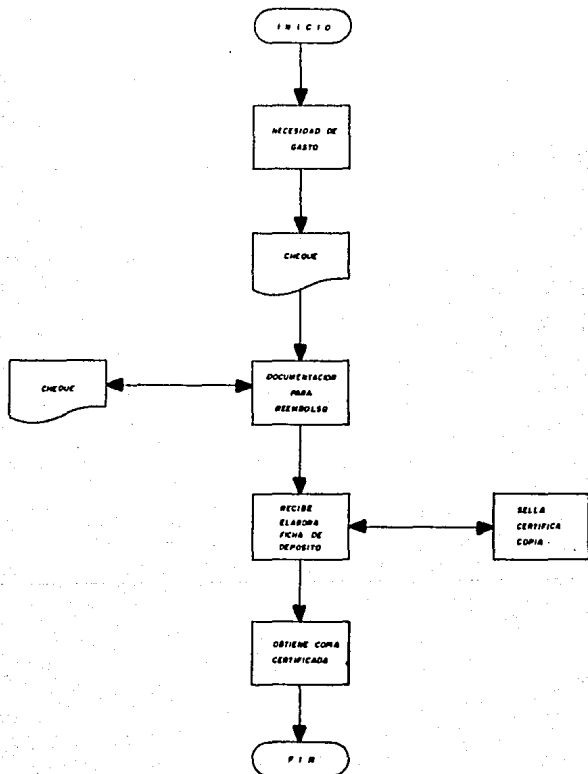 INICIO
NECESIDAD DE
GASTO
CHEQUE
CHEQUE
DOCUMENTACION
PARA
REEMBOLSO
RECIBE
ELABORA
FICHA DE
DEPOSITO
SELLA
CERTIFICA
COPIA
OBTIENE COPIA
CERTIFICADA
FIN